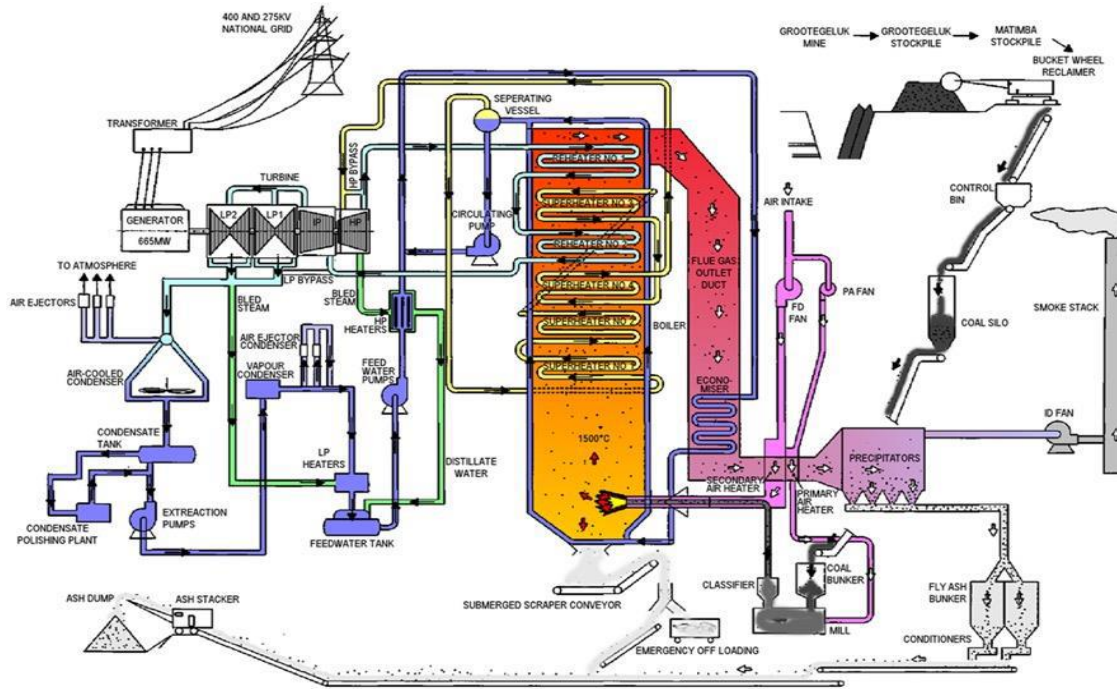 400 AND 275KV
NATIONAL GRID
GROOTEGELUK
MINE
GROOTEGELUK
STOCKPILE
MATIMBA
STOCKPILE
BUCKET WHEEL
RECLAIMER
SEPERATING
VESSEL
TRANSFORMER
HP BYPASS
REHEATER NO. 1
TURBINE
CONTROL
BIN
GENERATOR
665MW
LP2
LP1
IP
HP
CIRCULATING
PUMP
SUPERHEATER NO 3
REHEATER NO. 2
AIR INTAKE
TO ATMOSPHERE
LP BYPASS
FLUE GAS
OUTLET
DUCT
PA FAN
AIR EJECTORS
BLED
STEAM
BLED
STEAM
HP
HEATERS
SUPERHEATER NO
BOILER
FD
FAN
COAL SILO
SMOKE STACK
SUPERHEATER NO 2
AIR EJECTOR
CONDENSER
VAPOUR
CONDENSER
FEED
WATER
PUMPS
SUPERHEATER NO 1
AIR-COOLED
CONDENSER
ECONO-
MISER
ID FAN
CONDENSATE
TANK
1500°C
LP
HEATERS
DISTILLATE
WATER
PRECIPITATORS
SECONDARY
AIR HEATER
PRIMARY
AIR
HEATER
EXTREACTION
PUMPS
CONDENSATE
POLISHING PLANT
FEEDWATER TANK
CLASSIFIER
COAL
BUNKER
FLY ASH
BUNKER
SUBMERGED SCRAPER CONVEYOR
MILL
ASH DUMP
ASH STACKER
EMERGENCY OFF LOADING
CONDITIONERS